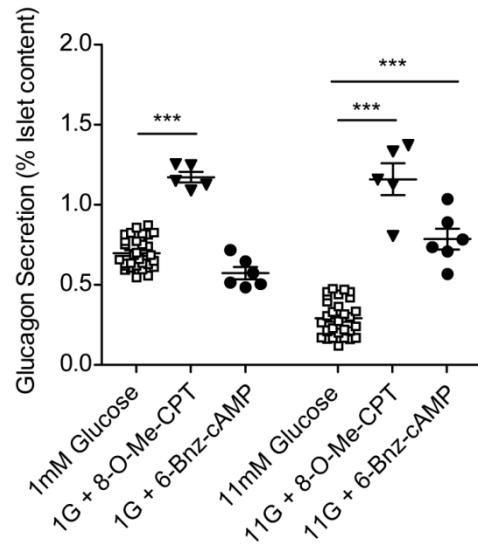 Glucagon Secretion (% Islet content)
2.0
1.5
1.0
0.5
0.0
***
***
***
1mM Glucose
1G + 8-O-Me-CPT
1G + 6-Bnz-cAMP
11mM Glucose
11G + 8-O-Me-CPT
11G + 6-Bnz-cAMP